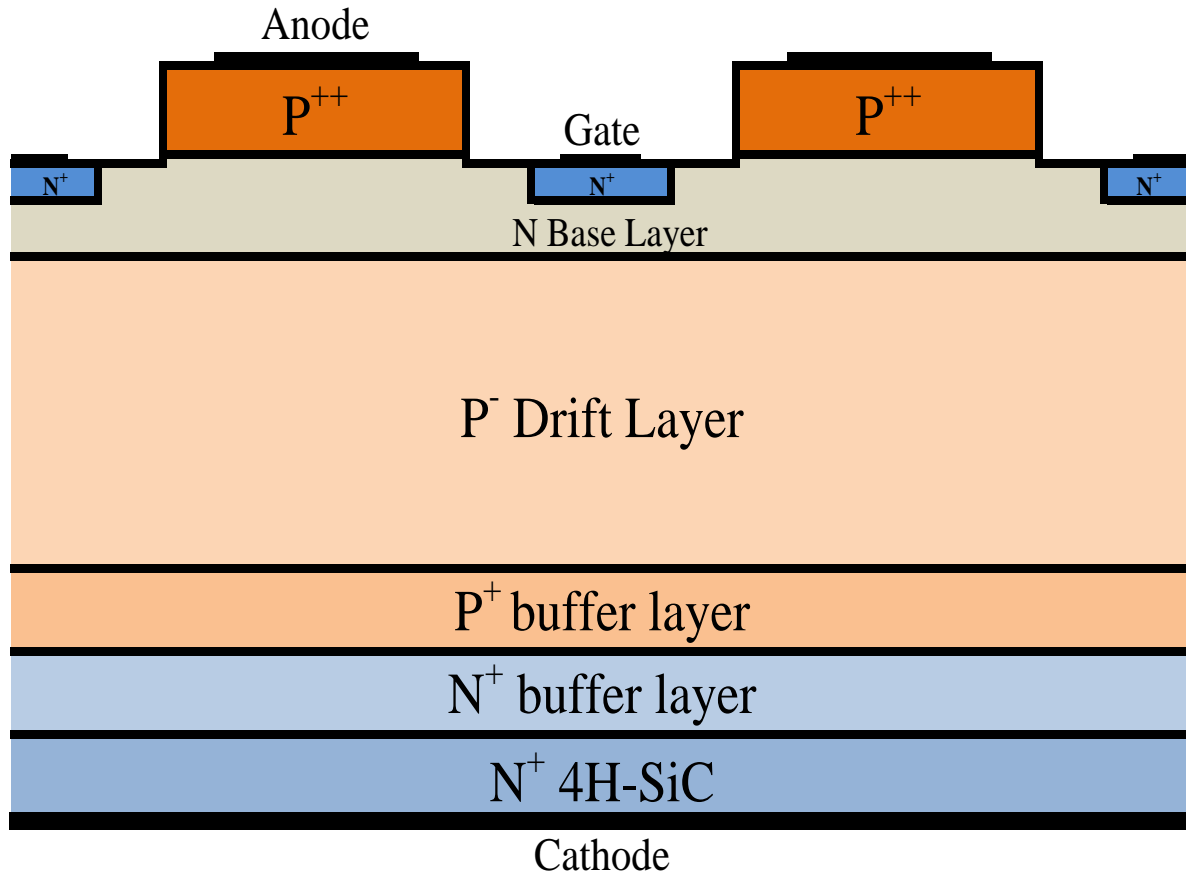 Anode
P++
P++
Gate
N+
N+
N+
N Base Layer
P- Drift Layer
P+ buffer layer
N+ buffer layer
N+ 4H-SiC
Cathode